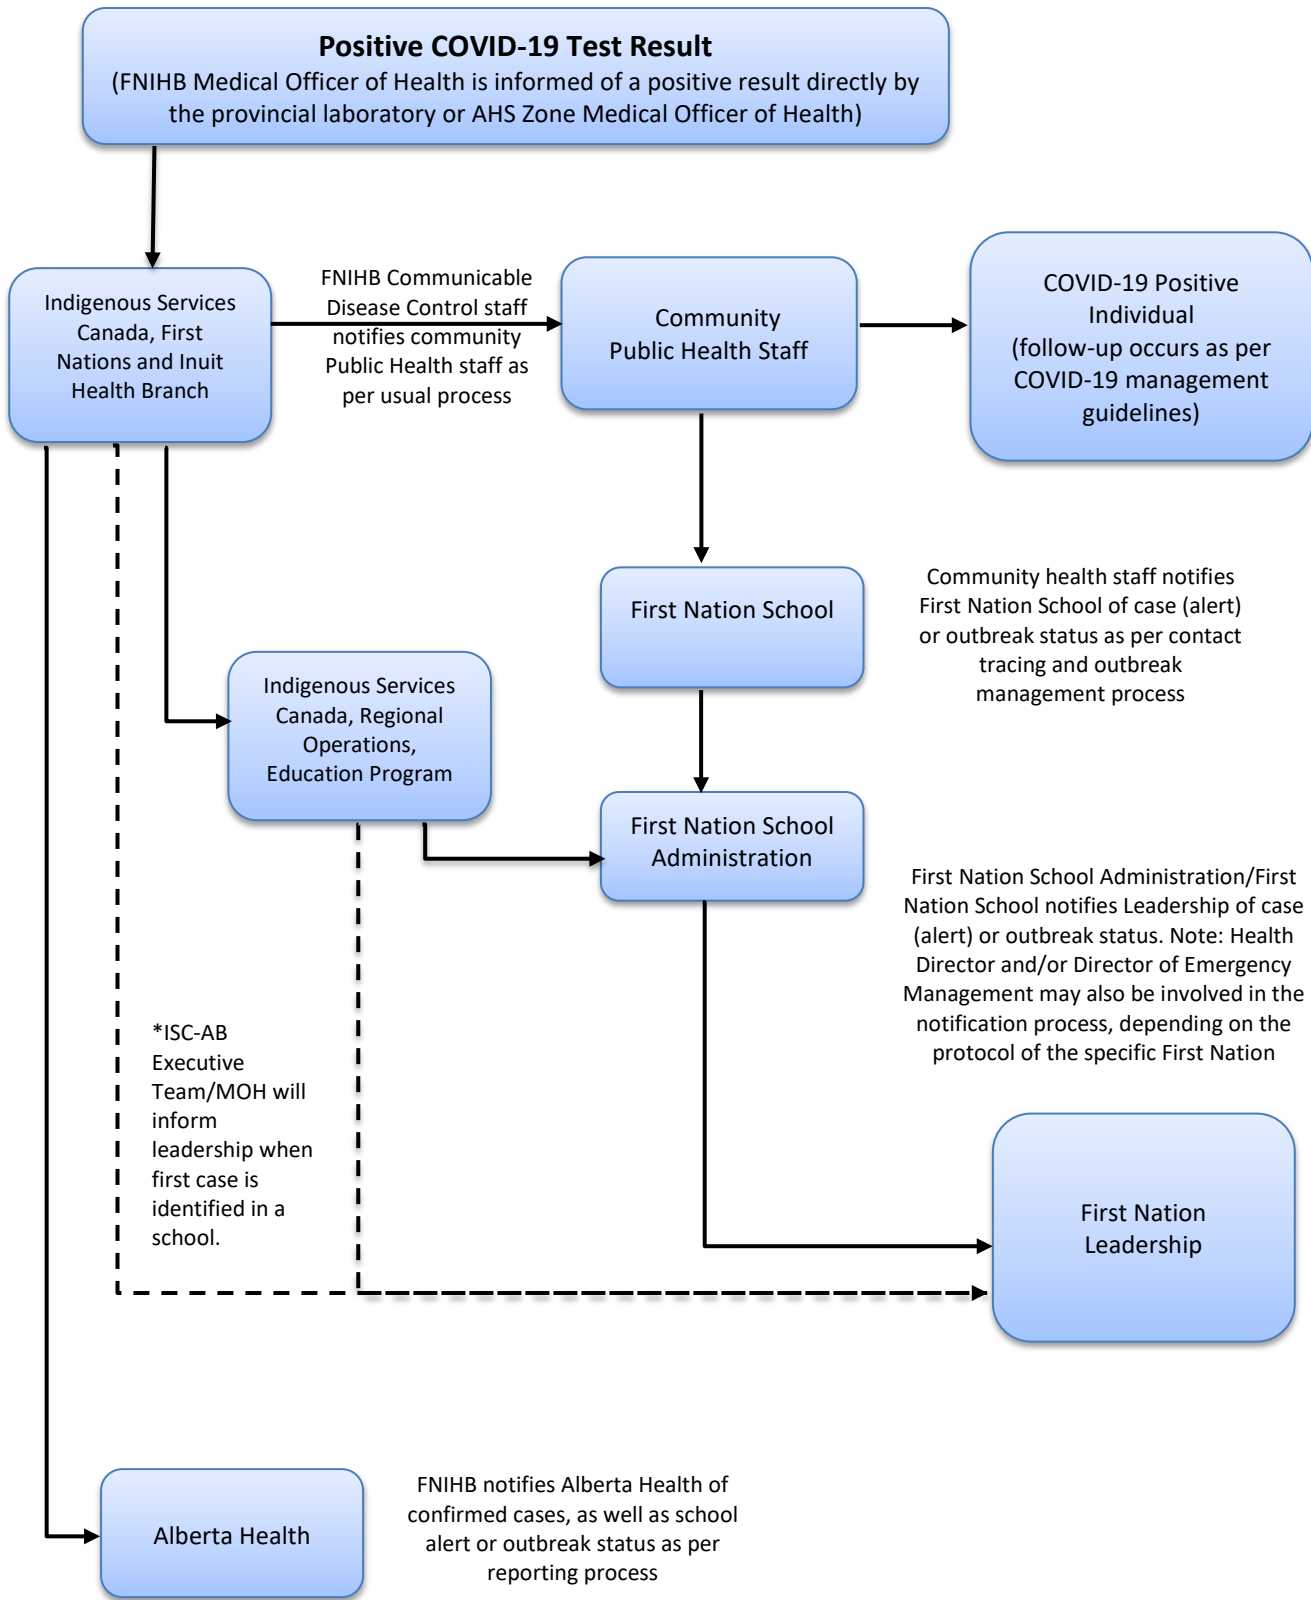 Positive COVID-19 Test Result
(FNIHB Medical Officer of Health is informed of a positive result directly by
the provincial laboratory or AHS Zone Medical Officer of Health)
Indigenous Services
Canada, First
Nations and Inuit
Health Branch
FNIHB Communicable
Disease Control staff
notifies community
Public Health staff as
per usual process
Community
Public Health Staff
COVID-19 Positive
Individual
(follow-up occurs as per
COVID-19 management
guidelines)
First Nation School
Community health staff notifies
First Nation School of case (alert)
or outbreak status as per contact
tracing and outbreak
management process
Indigenous Services
Canada, Regional
Operations,
Education Program
First Nation School
Administration
First Nation School Administration/First
Nation School notifies Leadership of case
(alert) or outbreak status. Note: Health
Director and/or Director of Emergency
Management may also be involved in the
notification process, depending on the
protocol of the specific First Nation
*ISC-AB
Executive
Team/MOH will
inform
leadership when
first case is
identified in a
school.
First Nation
Leadership
Alberta Health
FNIHB notifies Alberta Health of
confirmed cases, as well as school
alert or outbreak status as per
reporting process